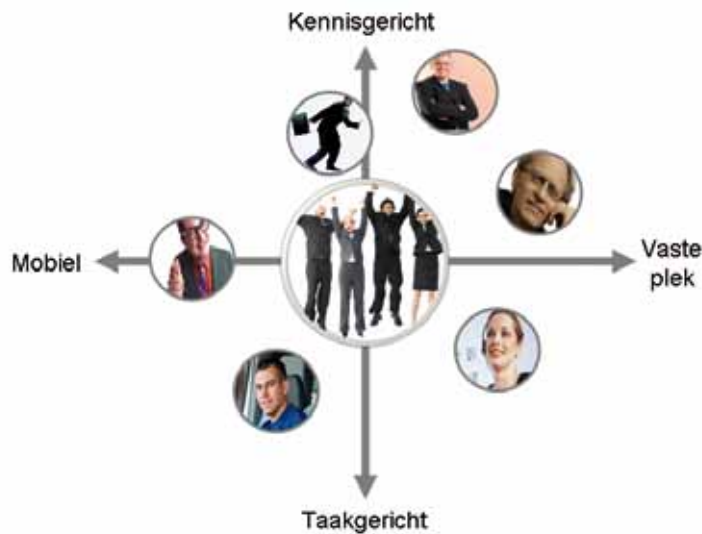 Kennisgericht
Mobiel
Vaste
plek
Taakgericht